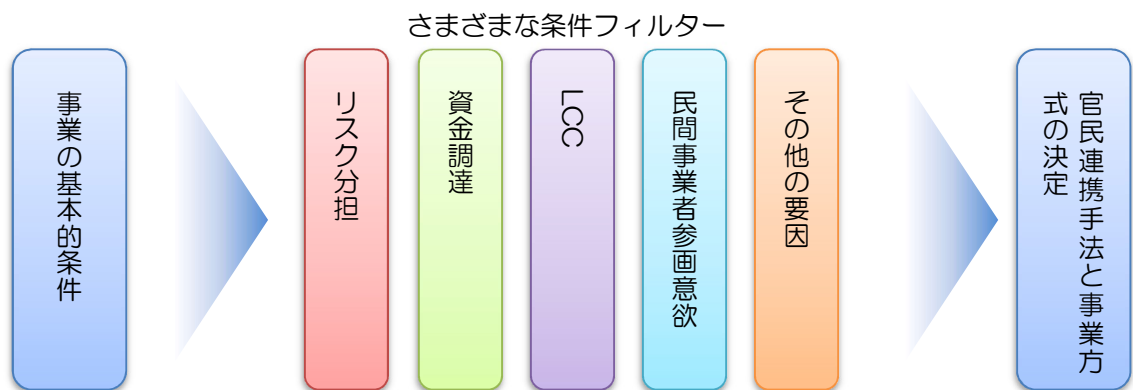 さまざまな条件フィルター
事業の基本的条件
リスク分担
資金調達
LCC
民間事業者参画意欲
その他の要因
官民連携手法と事業方
式の決定